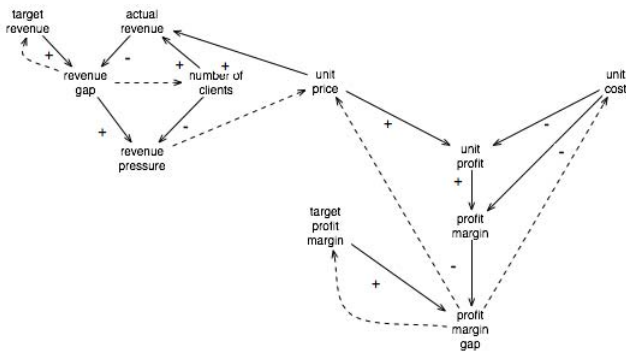 target
revenue
actual
revenue
+
-
revenue
gap
+
+
number of
clients
unit
price
unit
cost
+
-
revenue
pressure
+
-
-
unit
profit
+
target
profit
margin
profit
margin
-
+
profit
margin
gap